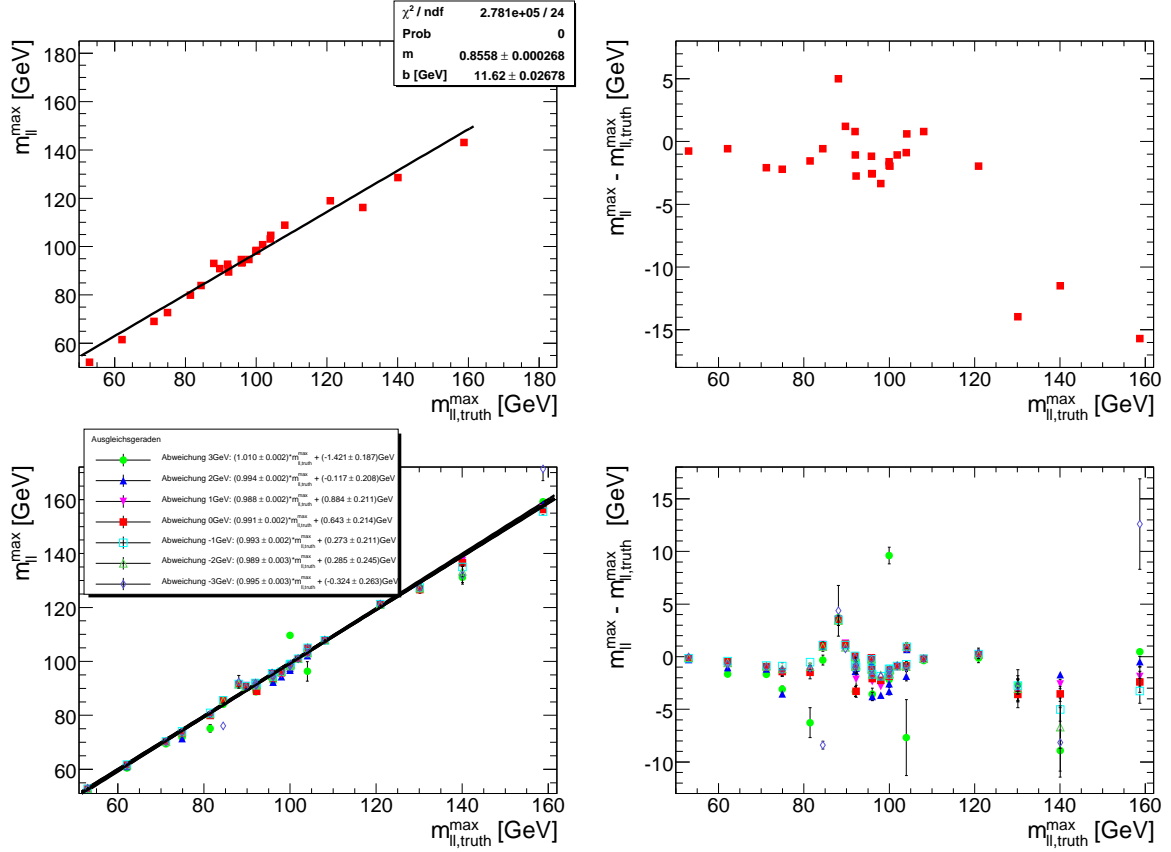 χ² / ndf 2.781e+05 / 24
Prob 0
m 0.8558 ± 0.000268
b [GeV] 11.62 ± 0.02678
m_ll^max [GeV]
180
160
140
120
100
80
60
60 80 100 120 140 160 180
m_ll,truth^max [GeV]
m_ll^max - m_ll,truth^max [GeV]
5
0
-5
-10
-15
60 80 100 120 140 160
m_ll,truth^max [GeV]
Ausgleichsgeraden
Abweichung 3GeV: (1.010 ± 0.002)*m_ll,truth^max + (-1.421 ± 0.187)GeV
Abweichung 2GeV: (0.994 ± 0.002)*m_ll,truth^max + (-0.117 ± 0.208)GeV
Abweichung 1GeV: (0.988 ± 0.002)*m_ll,truth^max + (0.884 ± 0.211)GeV
Abweichung 0GeV: (0.991 ± 0.002)*m_ll,truth^max + (0.643 ± 0.214)GeV
Abweichung -1GeV: (0.993 ± 0.002)*m_ll,truth^max + (0.273 ± 0.211)GeV
Abweichung -2GeV: (0.989 ± 0.003)*m_ll,truth^max + (0.285 ± 0.245)GeV
Abweichung -3GeV: (0.995 ± 0.003)*m_ll,truth^max + (-0.324 ± 0.263)GeV
m_ll^max [GeV]
160
140
120
100
80
60
60 80 100 120 140 160
m_ll,truth^max [GeV]
m_ll^max - m_ll,truth^max [GeV]
15
10
5
0
-5
-10
60 80 100 120 140 160
m_ll,truth^max [GeV]